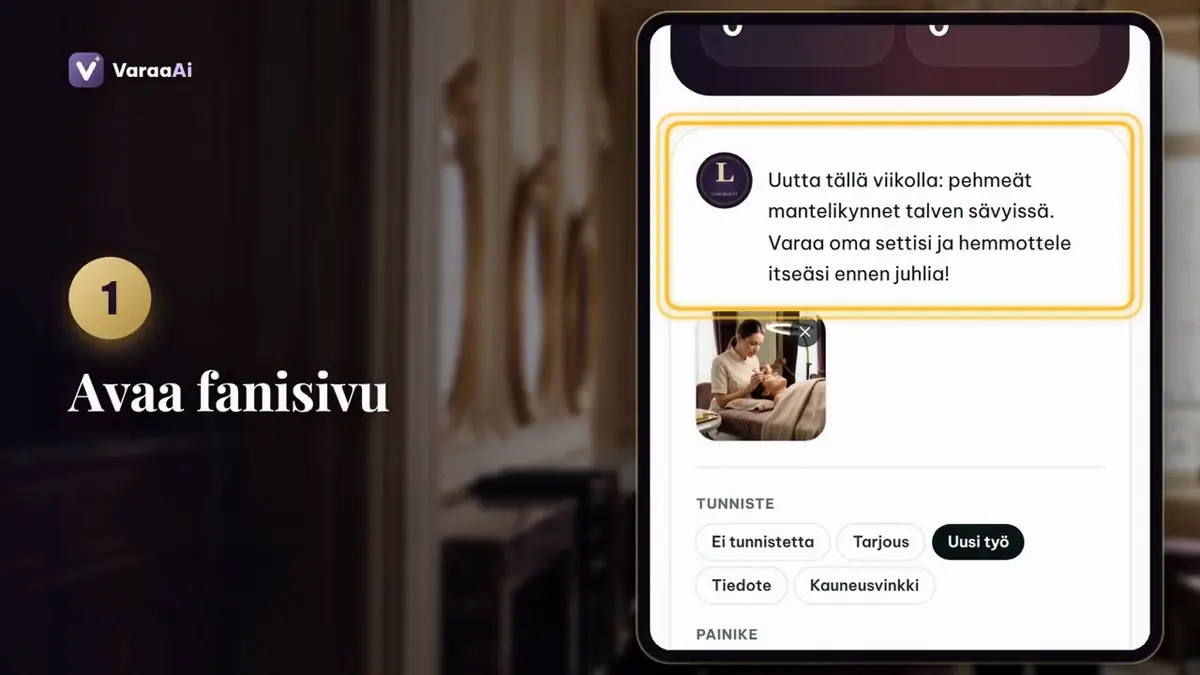 VaraaAi
1
Avaa fanisivu
L
Uutta tällä viikolla: pehmeät
mantelikynnet talven sävyissä.
Varaa oma settisi ja hemmottele
itseäsi ennen juhlia!
TUNNISTE
Ei tunnistetta
Tarjous
Uusi työ
Tiedote
Kauneusvinkki
PAINIKE